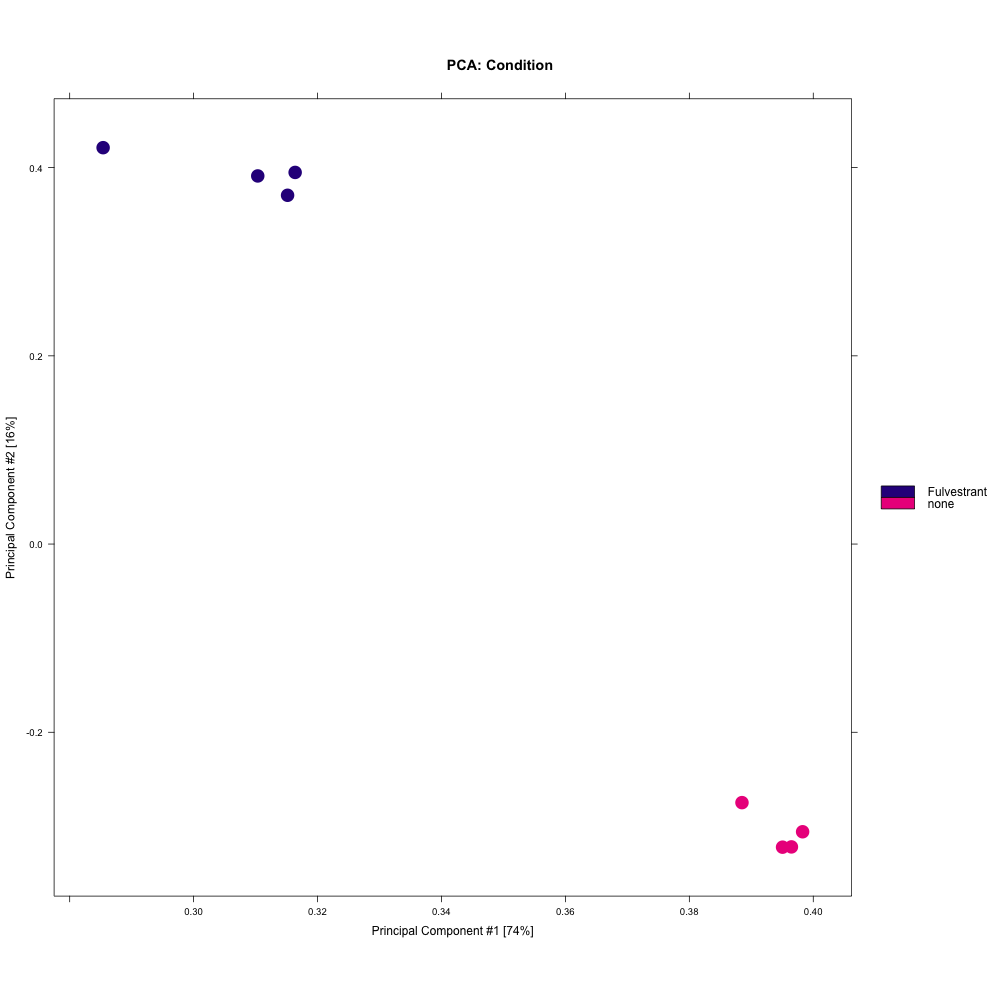 PCA: Condition
0.4
0.2
0.0
-0.2
Principal Component #2 [16%]
0.30 0.32 0.34 0.36 0.38 0.40
Principal Component #1 [74%]
Fulvestrant
none